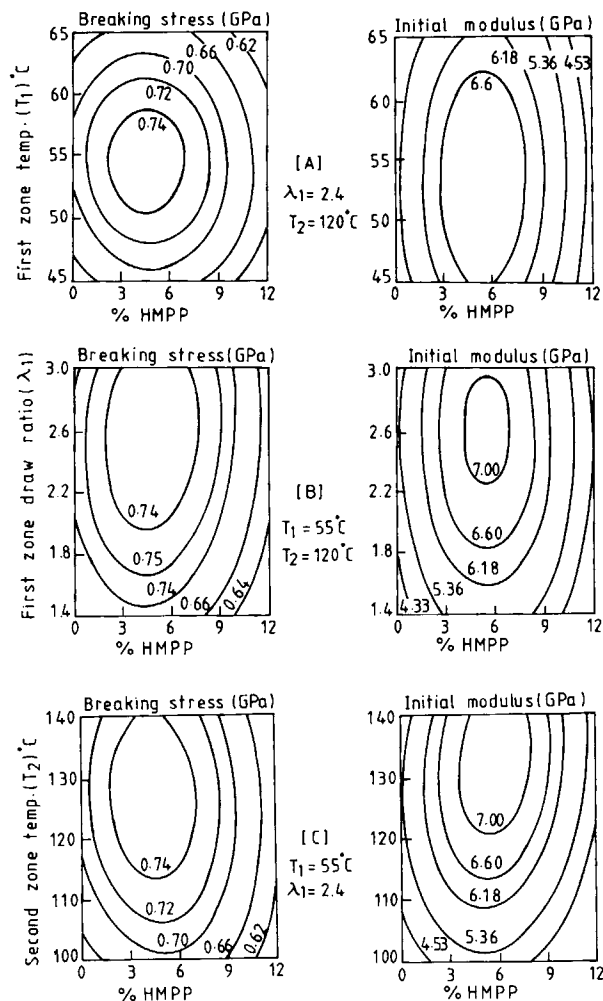 Breaking stress (GPa)
First zone temp. (T₁) °C
65
60
55
50
45
0.62
0.66
0.70
0.72
0.74
0 3 6 9 12
% HMPP
[A]
λ₁ = 2.4
T₂ = 120°C
Initial modulus (GPa)
65
60
55
50
45
6.18
5.36
4.53
6.6
0 3 6 9 12
% HMPP
Breaking stress (GPa)
First zone draw ratio (λ₁)
3.0
2.6
2.2
1.8
1.4
0.74
0.75
0.74
0.66
0.64
0 3 6 9 12
% HMPP
[B]
T₁ = 55°C
T₂ = 120°C
Initial modulus (GPa)
3.0
2.6
2.2
1.8
1.4
7.00
6.60
6.18
5.36
4.33
0 3 6 9 12
% HMPP
Breaking stress (GPa)
Second zone temp. (T₂) °C
140
130
120
110
100
0.74
0.72
0.70
0.66
0.62
0 3 6 9 12
% HMPP
[C]
T₁ = 55°C
λ₁ = 2.4
Initial modulus (GPa)
140
130
120
110
100
7.00
6.60
6.18
5.36
4.53
0 3 6 9 12
% HMPP